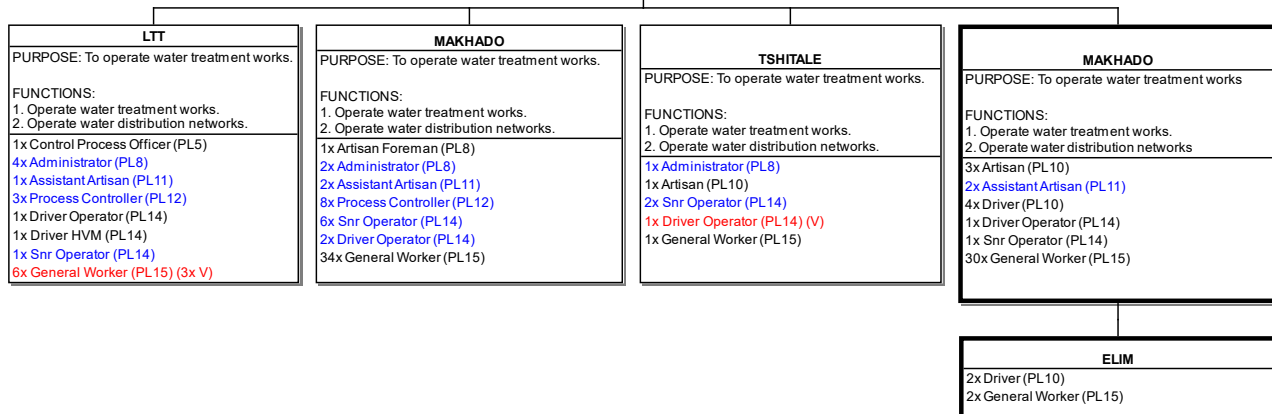 LTT
PURPOSE: To operate water treatment works.
FUNCTIONS:
1. Operate water treatment works.
2. Operate water distribution networks.
1x Control Process Officer (PL5)
4x Administrator (PL8)
1x Assistant Artisan (PL11)
3x Process Controller (PL12)
1x Driver Operator (PL14)
1x Driver HVM (PL14)
1x Snr Operator (PL14)
6x General Worker (PL15) (3x V)
MAKHADO
PURPOSE: To operate water treatment works.
FUNCTIONS:
1. Operate water treatment works.
2. Operate water distribution networks.
1x Artisan Foreman (PL8)
2x Administrator (PL8)
2x Assistant Artisan (PL11)
8x Process Controller (PL12)
6x Snr Operator (PL14)
2x Driver Operator (PL14)
34x General Worker (PL15)
TSHITALE
PURPOSE: To operate water treatment works.
FUNCTIONS:
1. Operate water treatment works.
2. Operate water distribution networks.
1x Administrator (PL8)
1x Artisan (PL10)
2x Snr Operator (PL14)
1x Driver Operator (PL14) (V)
1x General Worker (PL15)
MAKHADO
PURPOSE: To operate water treatment works
FUNCTIONS:
1. Operate water treatment works.
2. Operate water distribution networks
3x Artisan (PL10)
2x Assistant Artisan (PL11)
4x Driver (PL10)
1x Driver Operator (PL14)
1x Snr Operator (PL14)
30x General Worker (PL15)
ELIM
2x Driver (PL10)
2x General Worker (PL15)